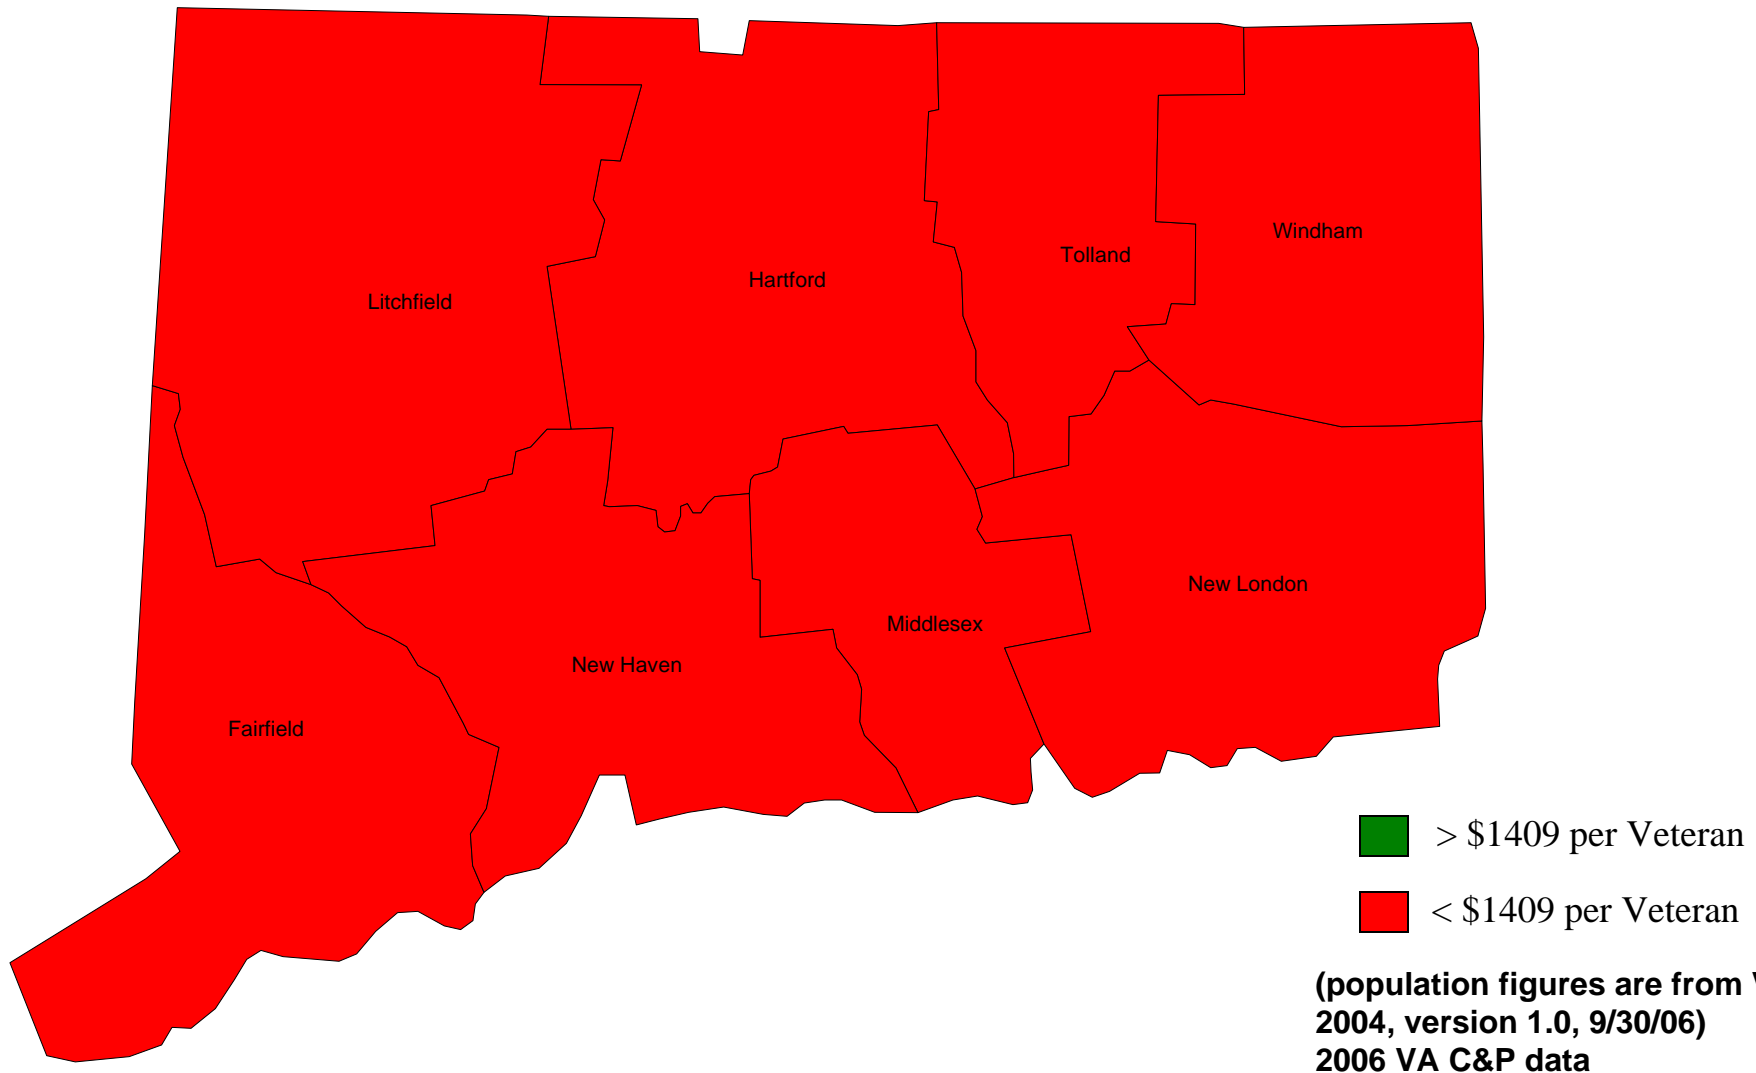 Windham
Tolland
Hartford
Litchfield
New London
Middlesex
New Haven
Fairfield
> $1409 per Veteran
< $1409 per Veteran
(population figures are from
2004, version 1.0, 9/30/06)
2006 VA C&P data